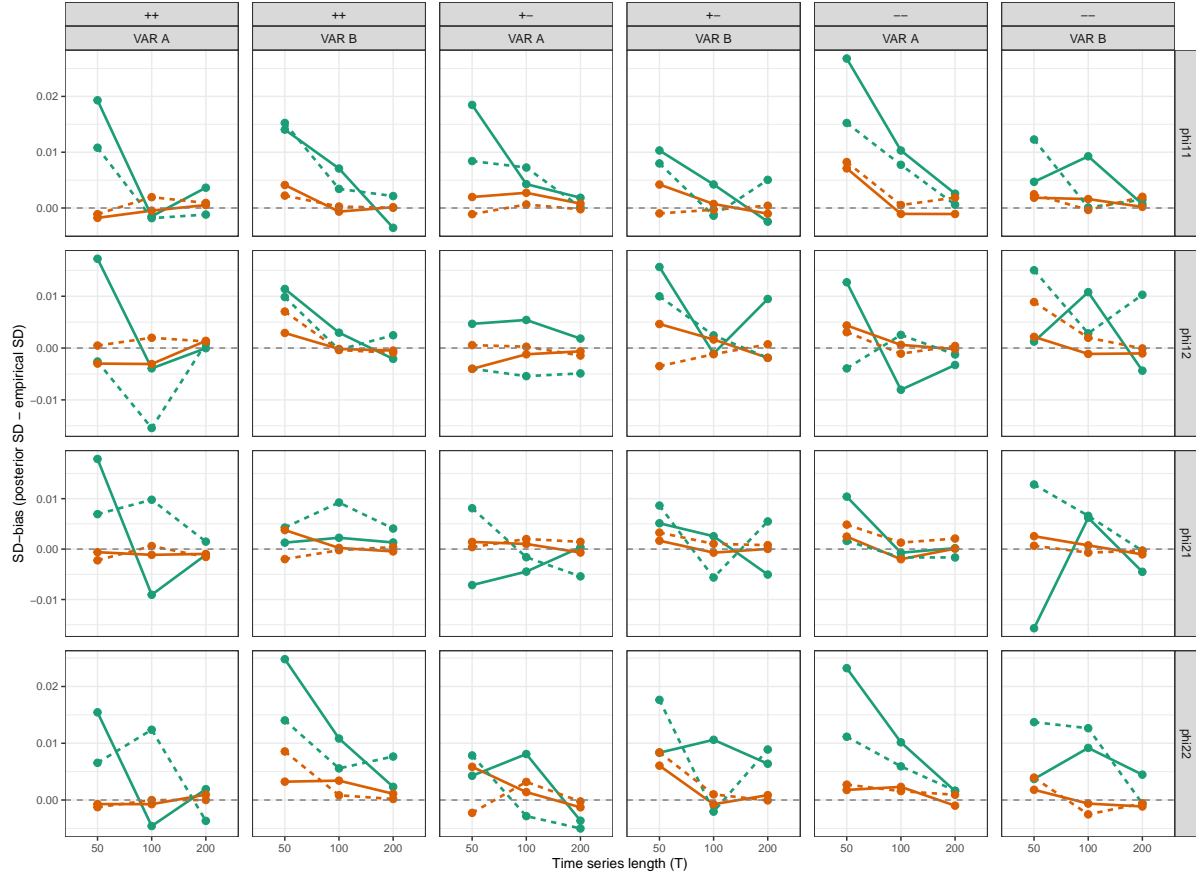 ++ ++ +− +− −− −−
VAR A VAR B VAR A VAR B VAR A VAR B
0.02
0.01
0.00
phi11
0.01
0.00
−0.01
phi12
0.01
0.00
−0.01
phi21
0.02
0.01
0.00
phi22
50 100 200 50 100 200 50 100 200 50 100 200 50 100 200 50 100 200
Time series length (T)
SD−bias (posterior SD − empirical SD)